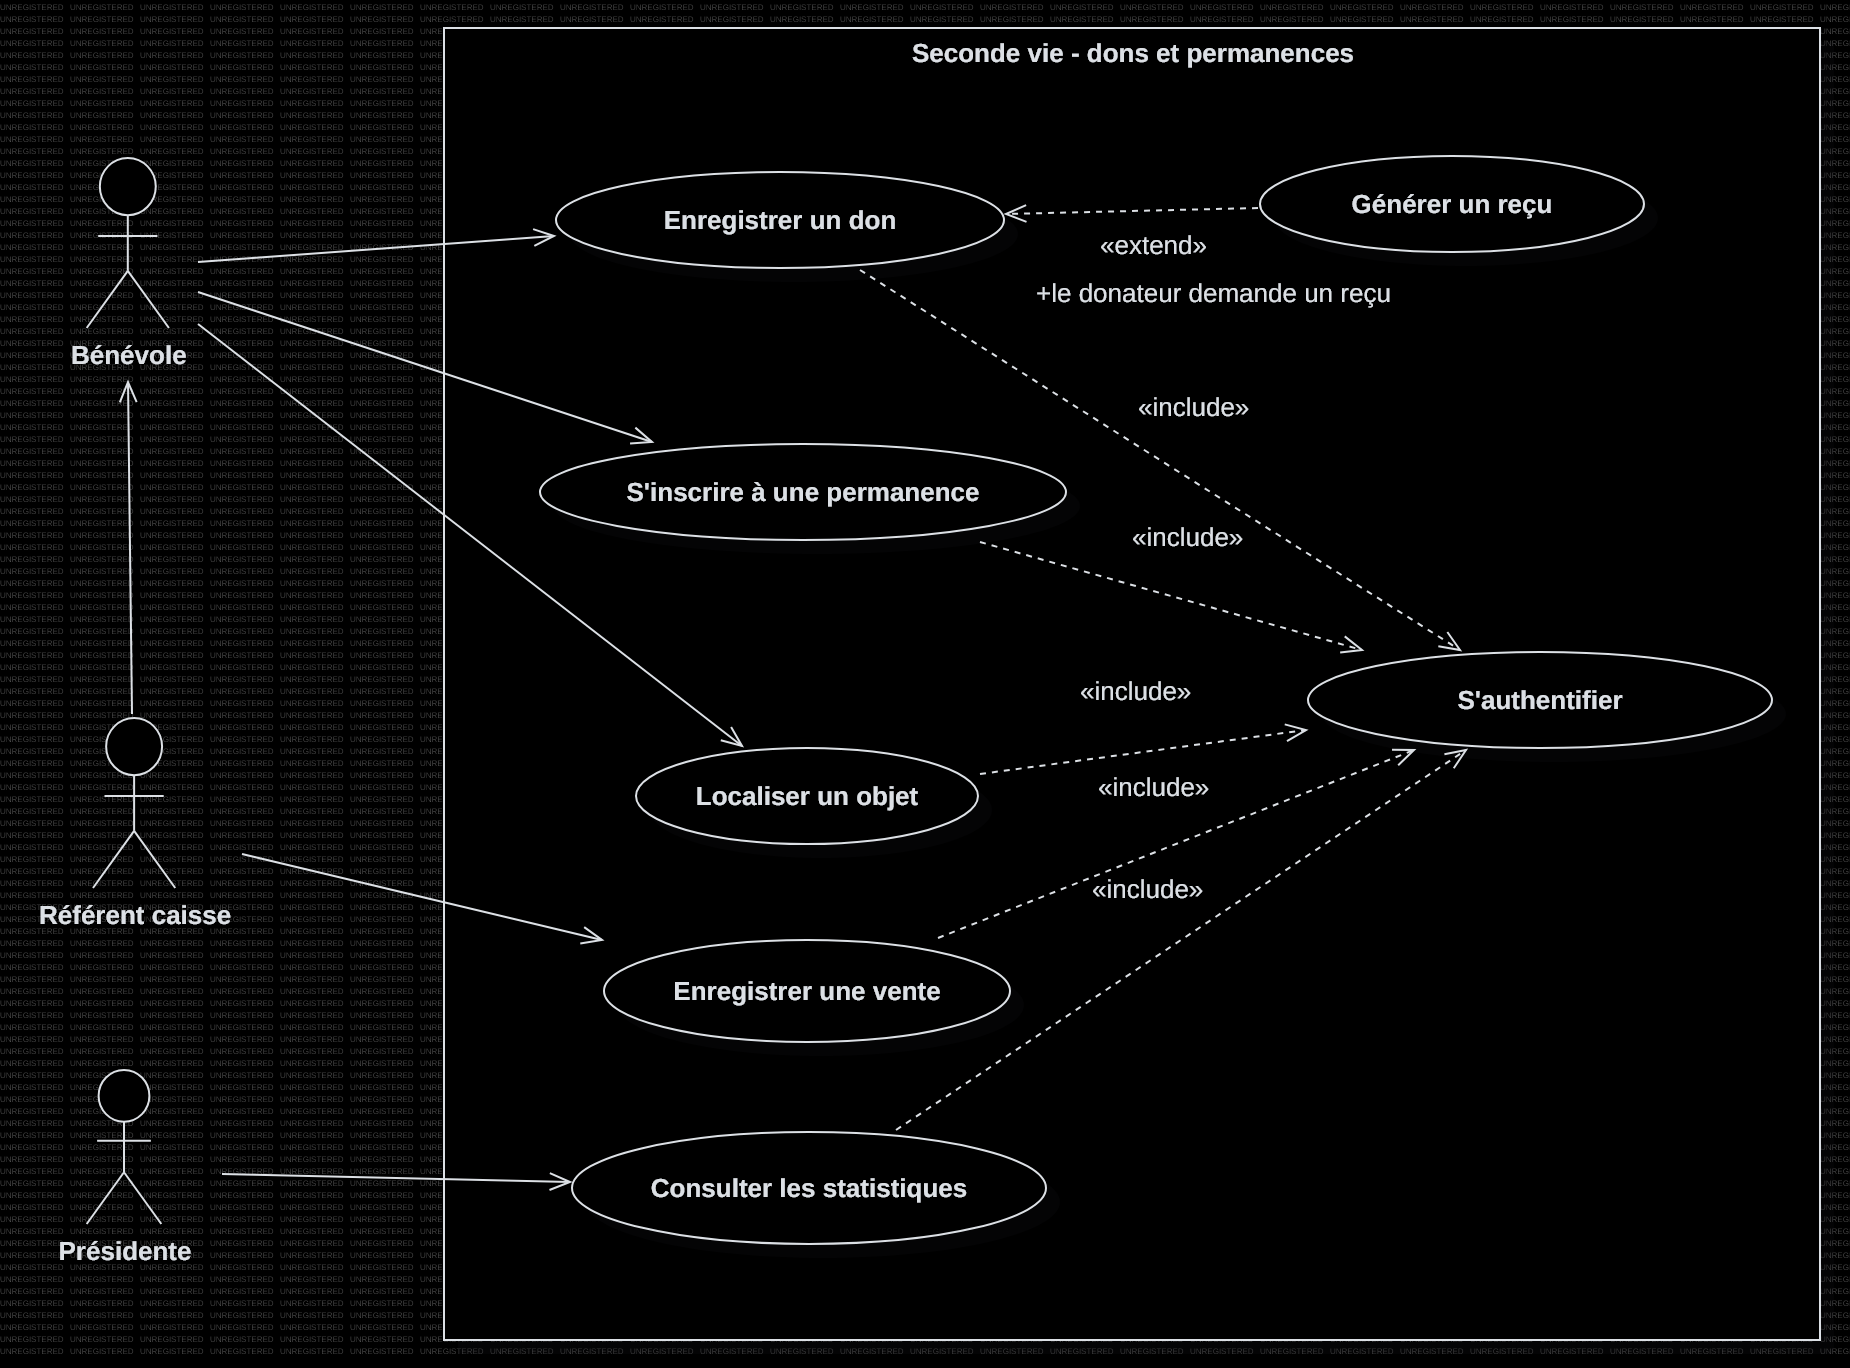 Seconde vie - dons et permanences
Enregistrer un don
Générer un reçu
«extend»
+le donateur demande un reçu
Bénévole
«include»
S'inscrire à une permanence
«include»
«include»
S'authentifier
Localiser un objet
«include»
«include»
Référent caisse
Enregistrer une vente
Consulter les statistiques
Présidente
UNREGISTERED